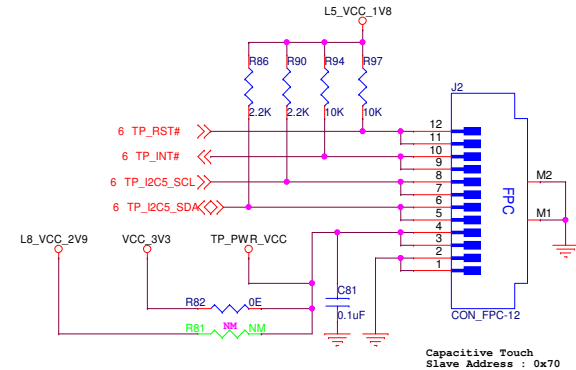 L5_VCC_1V8
R86 R90 R94 R97
2.2K 2.2K 10K 10K
J2
6 TP_RST#
6 TP_INT#
6 TP_I2C5_SCL
6 TP_I2C5_SDA
12
11
10
9
8
7
6
5
4
3
2
1
FPC
M2
M1
L8_VCC_2V9 VCC_3V3 TP_PWR_VCC
R82 0E
R81 NM NM
C81
0.1uF
CON_FPC-12
Capacitive Touch
Slave Address : 0x70